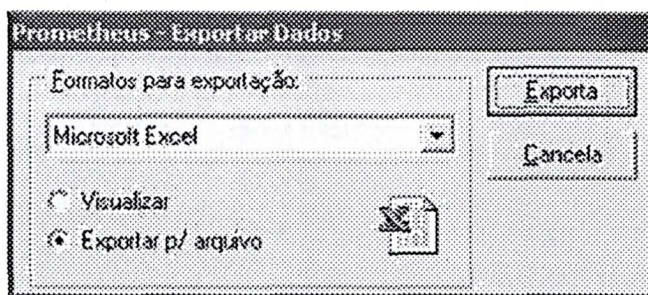 Prometheus - Exportar Dados
Formatos para exportação:
Microsoft Excel
Visualizar
Exportar p/ arquivo
Exporta
Cancela